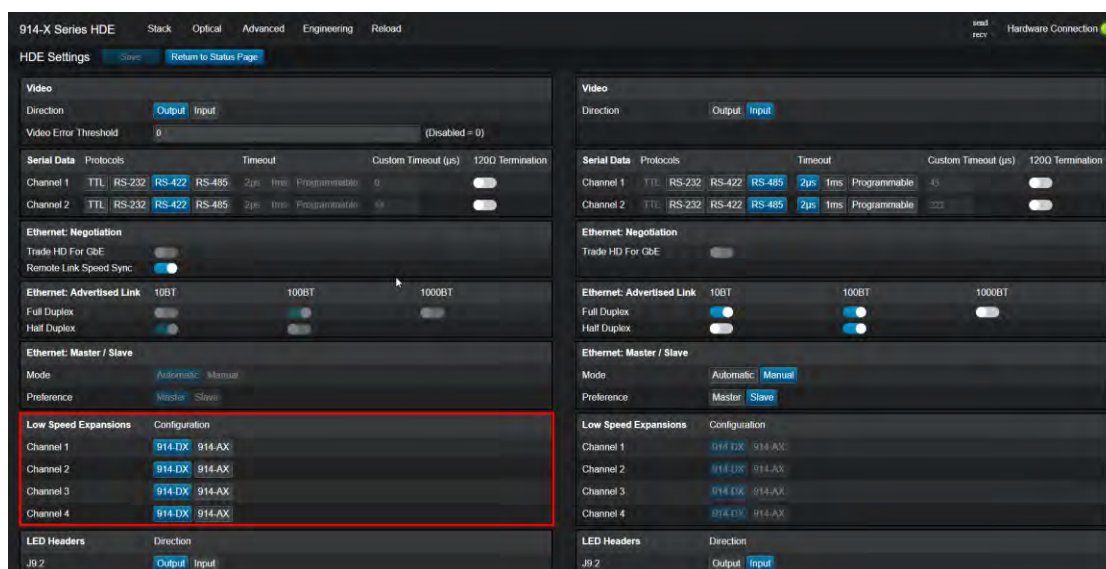 914-X Series HDE Stack Optical Advanced Engineering Reload send recv Hardware Connection
HDE Settings Save Return to Status Page
Video
Direction Output Input
Video Error Threshold 0 (Disabled = 0)
Serial Data Protocols Timeout Custom Timeout (µs) 120Ω Termination
Channel 1 TTL RS-232 RS-422 RS-485 2µs 1ms Programmable 0
Channel 2 TTL RS-232 RS-422 RS-485 2µs 1ms Programmable
Ethernet: Negotiation
Trade HD For GbE
Remote Link Speed Sync
Ethernet: Advertised Link 10BT 100BT 1000BT
Full Duplex
Half Duplex
Ethernet: Master / Slave
Mode Automatic Manual
Preference Master Slave
Low Speed Expansions Configuration
Channel 1 914-DX 914-AX
Channel 2 914-DX 914-AX
Channel 3 914-DX 914-AX
Channel 4 914-DX 914-AX
LED Headers Direction
J9.2 Output Input
Video
Direction Output Input
Serial Data Protocols Timeout Custom Timeout (µs) 120Ω Termination
Channel 1 TTL RS-232 RS-422 RS-485 2µs 1ms Programmable 45
Channel 2 TTL RS-232 RS-422 RS-485 2µs 1ms Programmable
Ethernet: Negotiation
Trade HD For GbE
Ethernet: Advertised Link 10BT 100BT 1000BT
Full Duplex
Half Duplex
Ethernet: Master / Slave
Mode Automatic Manual
Preference Master Slave
Low Speed Expansions Configuration
Channel 1 914-DX 914-AX
Channel 2 914-DX 914-AX
Channel 3 914-DX 914-AX
Channel 4 914-DX 914-AX
LED Headers Direction
J9.2 Output Input